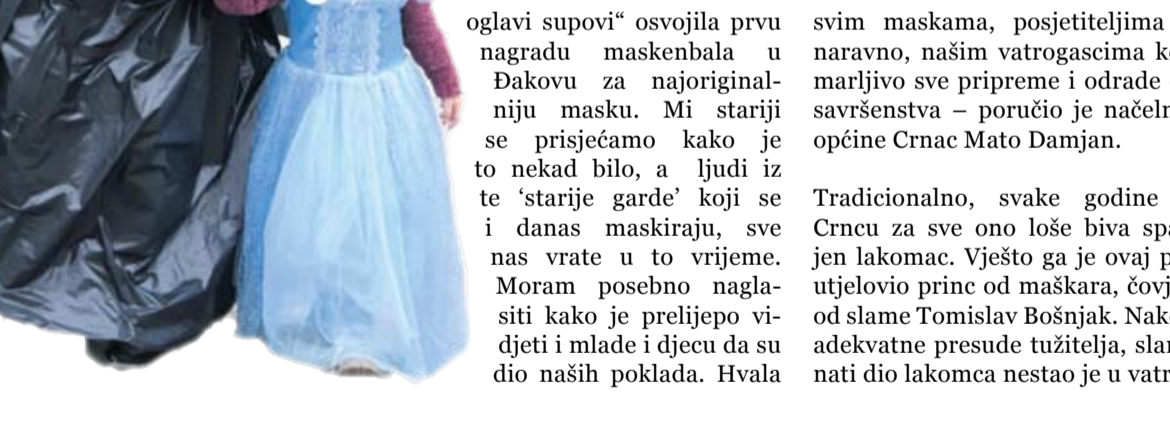 oglavi supovi“ osvojila prvu
nagradu maskenbala u
Đakovu za najoriginal-
niju masku. Mi stariji
se prisjećamo kako je
to nekad bilo, a ljudi iz
te ‘starije garde’ koji se
i danas maskiraju, sve
nas vrate u to vrijeme.
Moram posebno nagla-
siti kako je prelijepo vi-
djeti i mlade i djecu da su
dio naših poklada. Hvala
svim maskama, posjetiteljima
naravno, našim vatrogascima
marljivo sve pripreme i odrade
savršenstva – poručio je
općine Crnac Mato Damjan.
Tradicionalno, svake godine
Crncu za sve ono loše biva
jen lakomac. Vješto ga je ovaj
utjelovio princ od maškara,
od slame Tomislav Bošnjak.
adekvatne presude tužitelja,
nati dio lakomca nestao je u